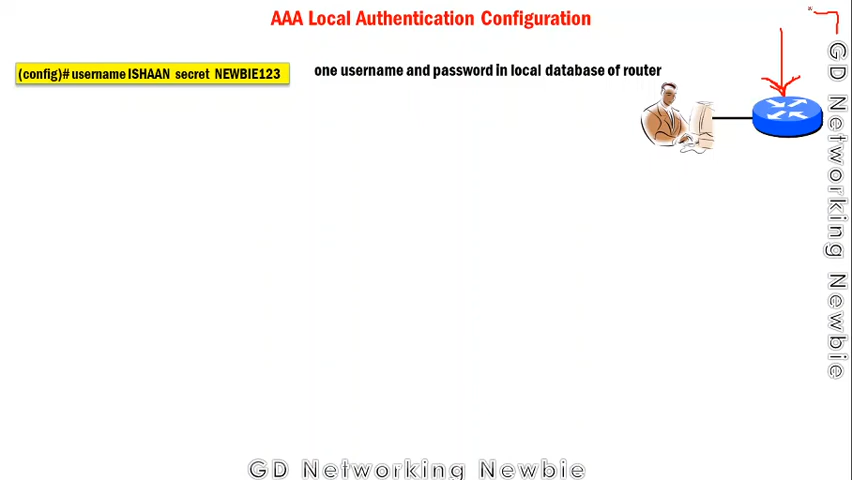 AAA Local Authentication Configuration
(config)# username ISHAAN secret NEWBIE123
one username and password in local database of router
GD Networking Newbie
GD Networking Newbie